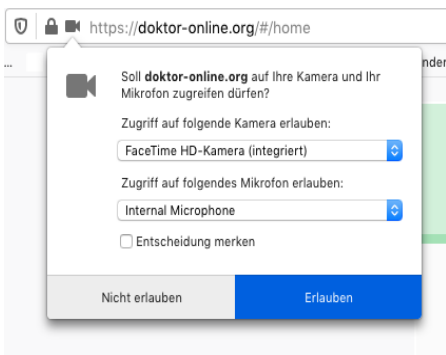 https://doktor-online.org/#/home
...
Soll doktor-online.org auf Ihre Kamera und Ihr
Mikrofon zugreifen dürfen?
Zugriff auf folgende Kamera erlauben:
FaceTime HD-Kamera (integriert)
Zugriff auf folgendes Mikrofon erlauben:
Internal Microphone
Entscheidung merken
Nicht erlauben
Erlauben